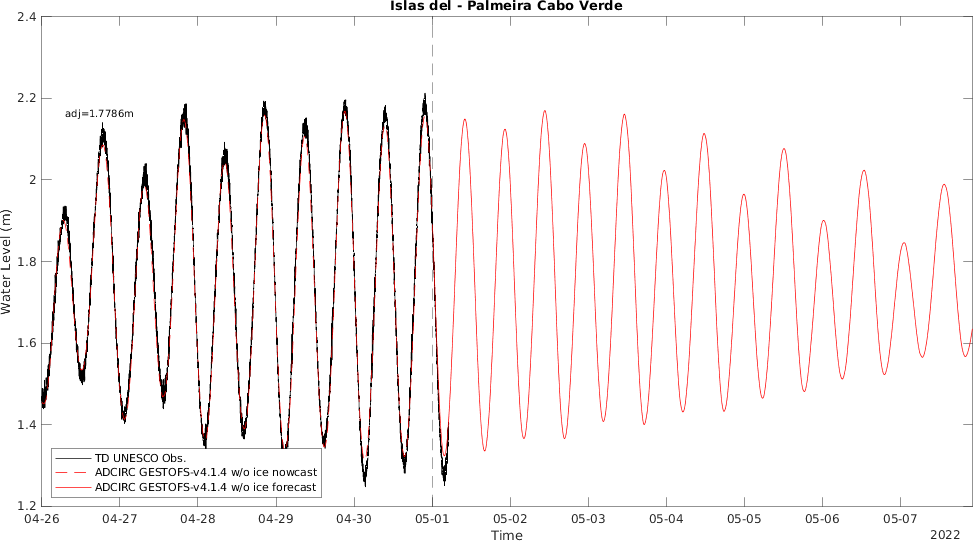 Islas del - Palmeira Cabo Verde
2.4
2.2
2
1.8
1.6
1.4
1.2
Water Level (m)
adj=1.7786m
TD UNESCO Obs.
ADCIRC GESTOFS-v4.1.4 w/o ice nowcast
ADCIRC GESTOFS-v4.1.4 w/o ice forecast
04-26 04-27 04-28 04-29 04-30 05-01 05-02 05-03 05-04 05-05 05-06 05-07
Time
2022